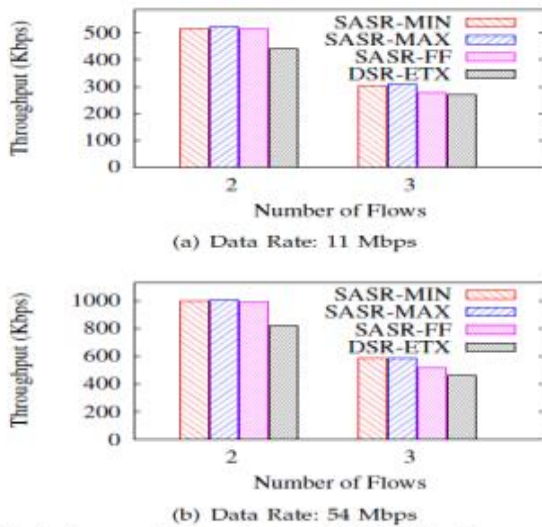 Throughput (Kbps)
500
400
300
200
100
0
SASR-MIN
SASR-MAX
SASR-FF
DSR-ETX
2 3
Number of Flows
(a) Data Rate: 11 Mbps
Throughput (Kbps)
1000
800
600
400
200
0
SASR-MIN
SASR-MAX
SASR-FF
DSR-ETX
2 3
Number of Flows
(b) Data Rate: 54 Mbps